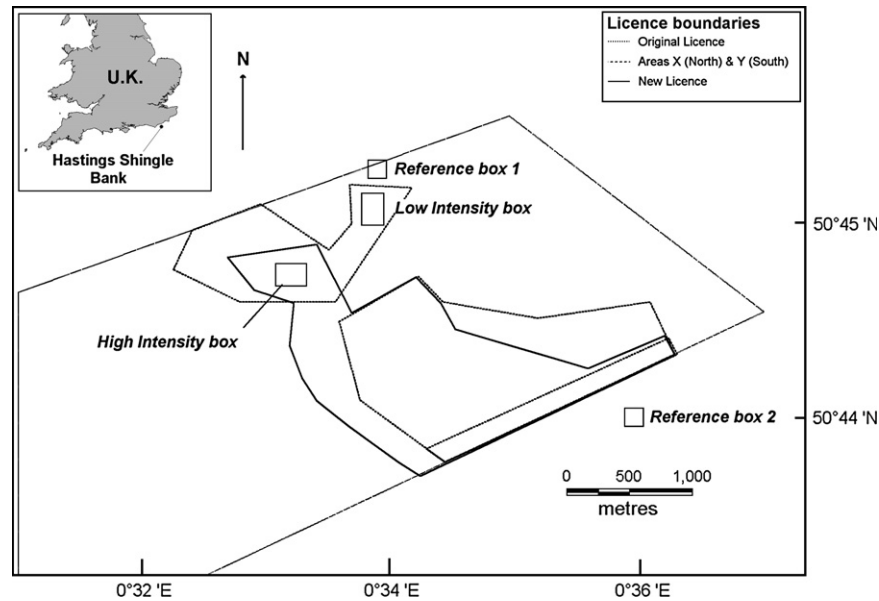 U.K.
Hastings Shingle
Bank
N
Licence boundaries
Original Licence
Areas X (North) & Y (South)
New Licence
Reference box 1
Low Intensity box
High Intensity box
Reference box 2
50°45 'N
50°44 'N
0 500 1,000
metres
0°32 'E 0°34 'E 0°36 'E